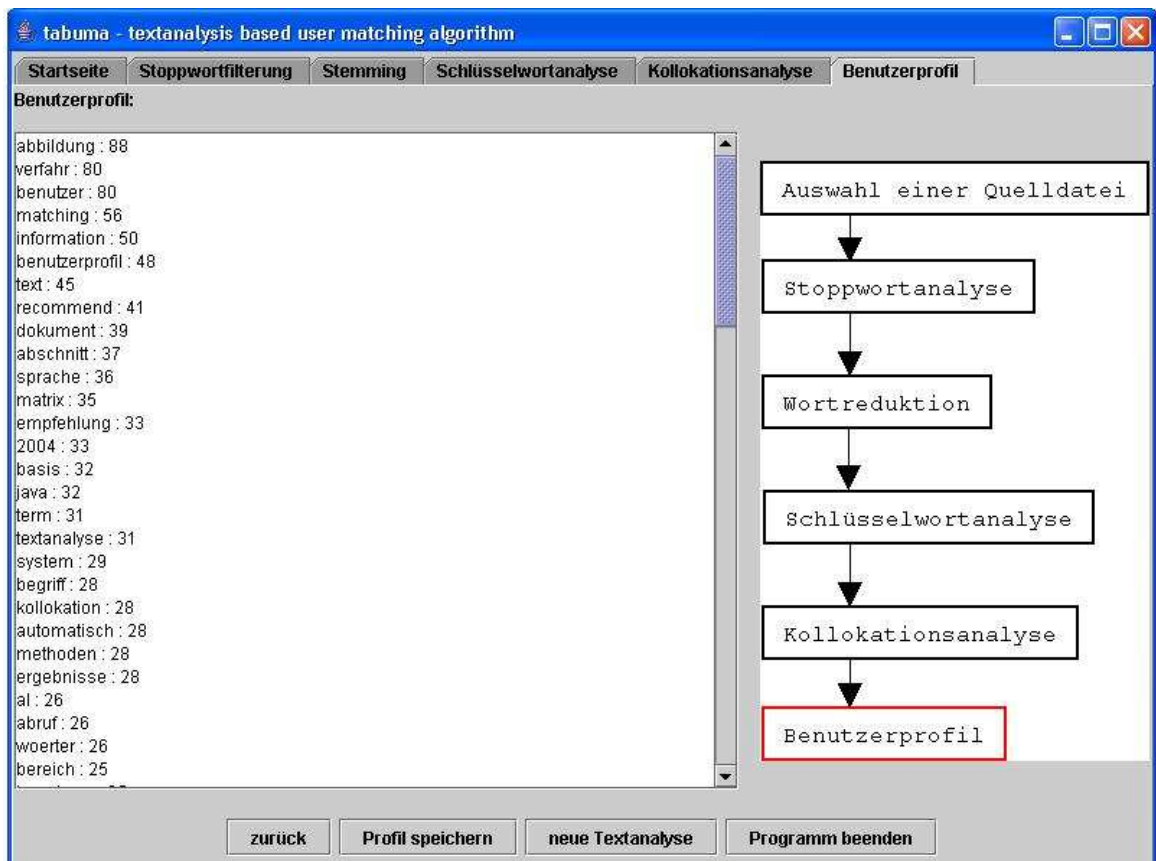 tabuma - textanalysis based user matching algorithm
Startseite Stoppwortfilterung Stemming Schlüsselwortanalyse Kollokationsanalyse Benutzerprofil
Benutzerprofil:
abbildung : 88
verfahr : 80
benutzer : 80
matching : 56
information : 50
benutzerprofil : 48
text : 45
recommend : 41
dokument : 39
abschnitt : 37
sprache : 36
matrix : 35
empfehlung : 33
2004 : 33
basis : 32
java : 32
term : 31
textanalyse : 31
system : 29
begriff : 28
kollokation : 28
automatisch : 28
methoden : 28
ergebnisse : 28
al : 26
abruf : 26
woerter : 26
bereich : 25
Auswahl einer Quelldatei
Stoppwortanalyse
Wortreduktion
Schlüsselwortanalyse
Kollokationsanalyse
Benutzerprofil
zurück Profil speichern neue Textanalyse Programm beenden